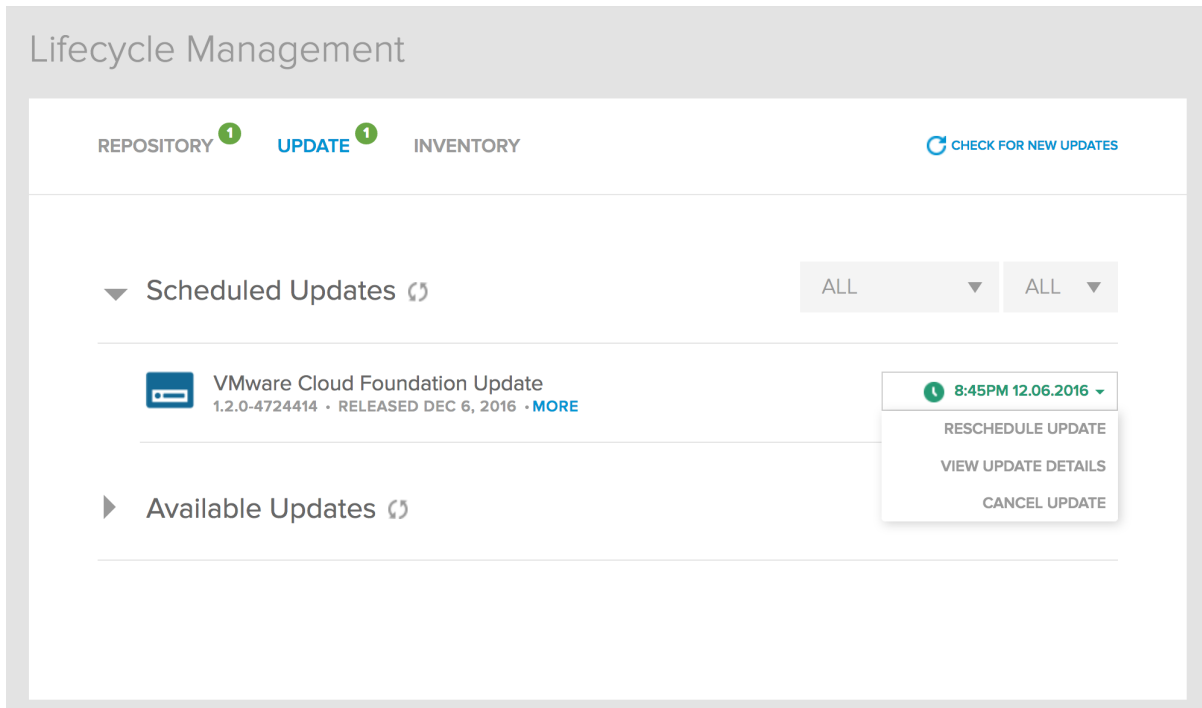 Lifecycle Management
REPOSITORY 1 UPDATE 1 INVENTORY CHECK FOR NEW UPDATES
Scheduled Updates ALL ALL
VMware Cloud Foundation Update
1.2.0-4724414 • RELEASED DEC 6, 2016 • MORE
8:45PM 12.06.2016
RESCHEDULE UPDATE
VIEW UPDATE DETAILS
CANCEL UPDATE
Available Updates